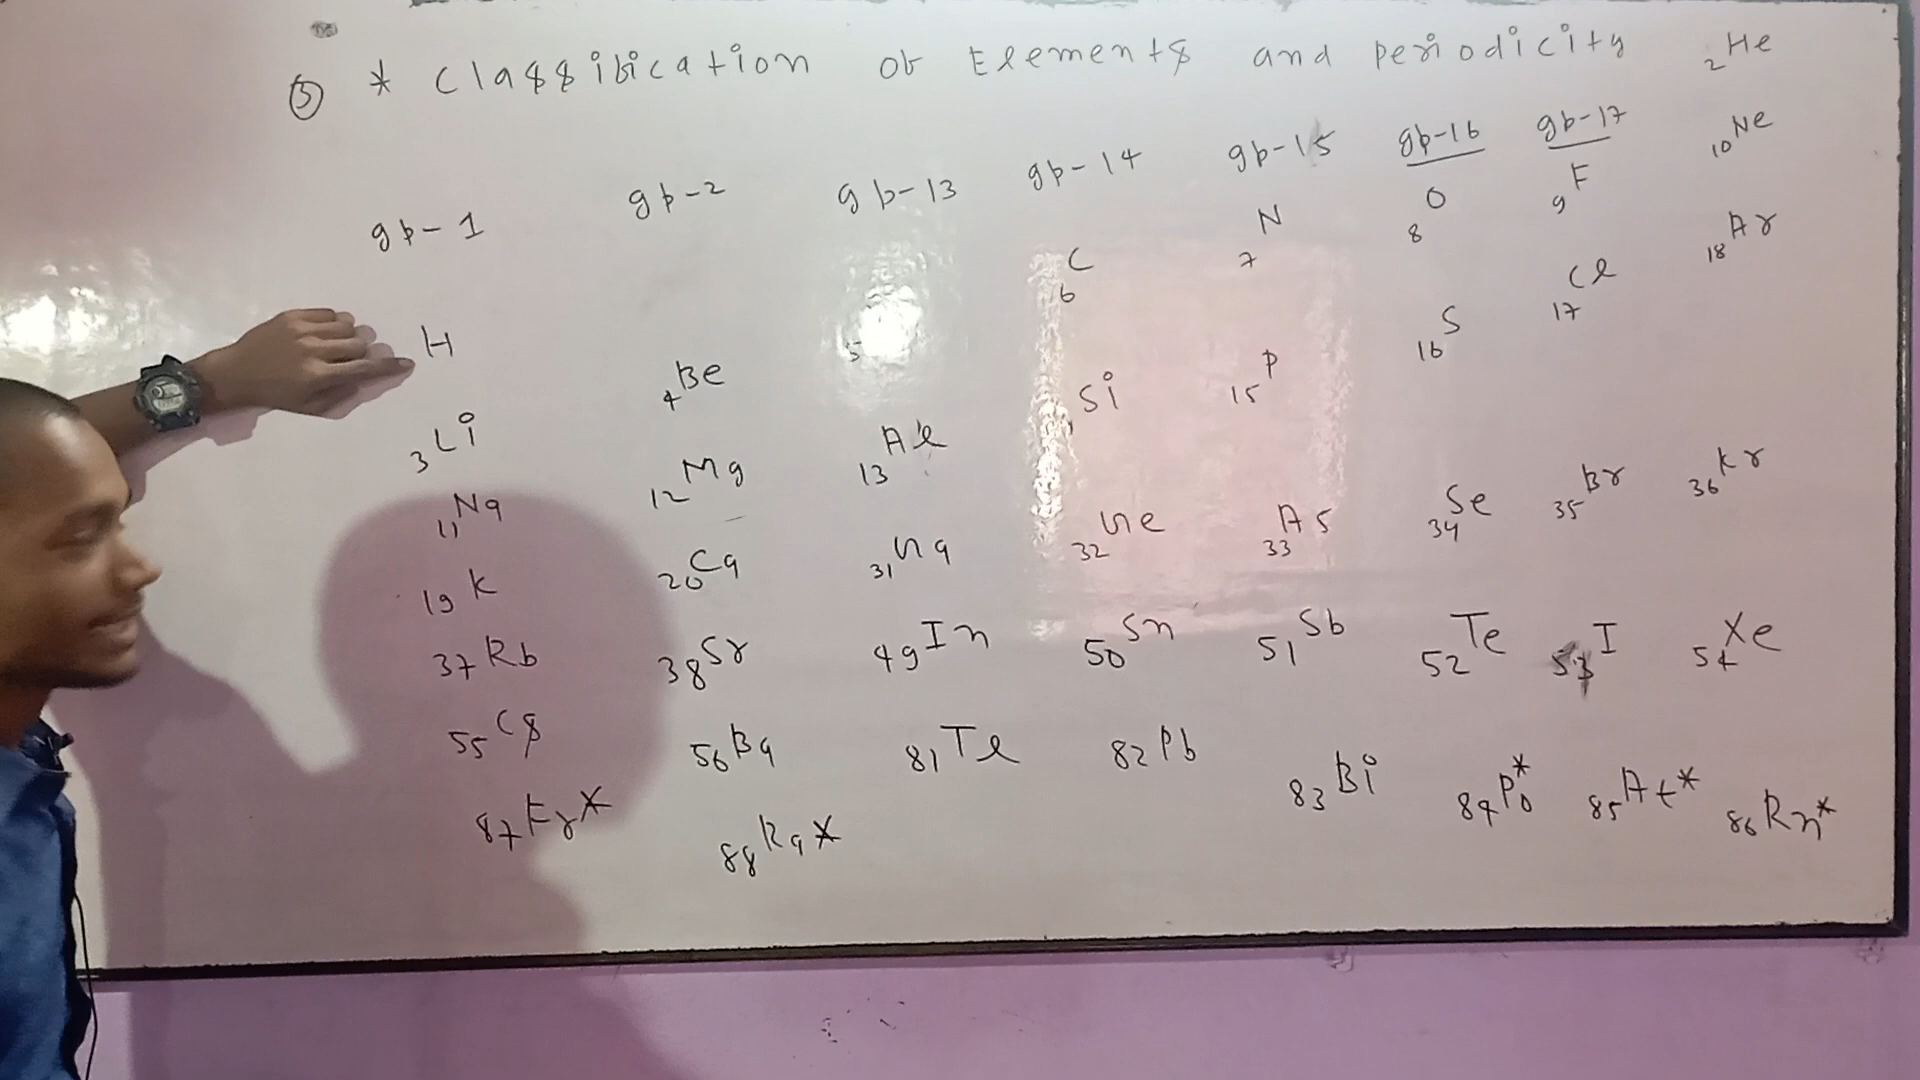 ⑤ * Classification of Elements and periodicity
gp-1 gp-2 gp-13 gp-14 gp-15 gp-16 gp-17 2He
H 4Be 5 6C 7N 8O 9F 10Ne
3Li 12Mg 13Al Si 15P 16S 17Cl 18Ar
11Na 20Ca 31Ga 32Ge 33As 34Se 35Br 36Kr
19K 38Sr 49In 50Sn 51Sb 52Te 53I 54Xe
37Rb 56Ba 81Tl 82Pb 83Bi 84Po* 85At* 86Rn*
55Cs 88Ra*
87Fr*